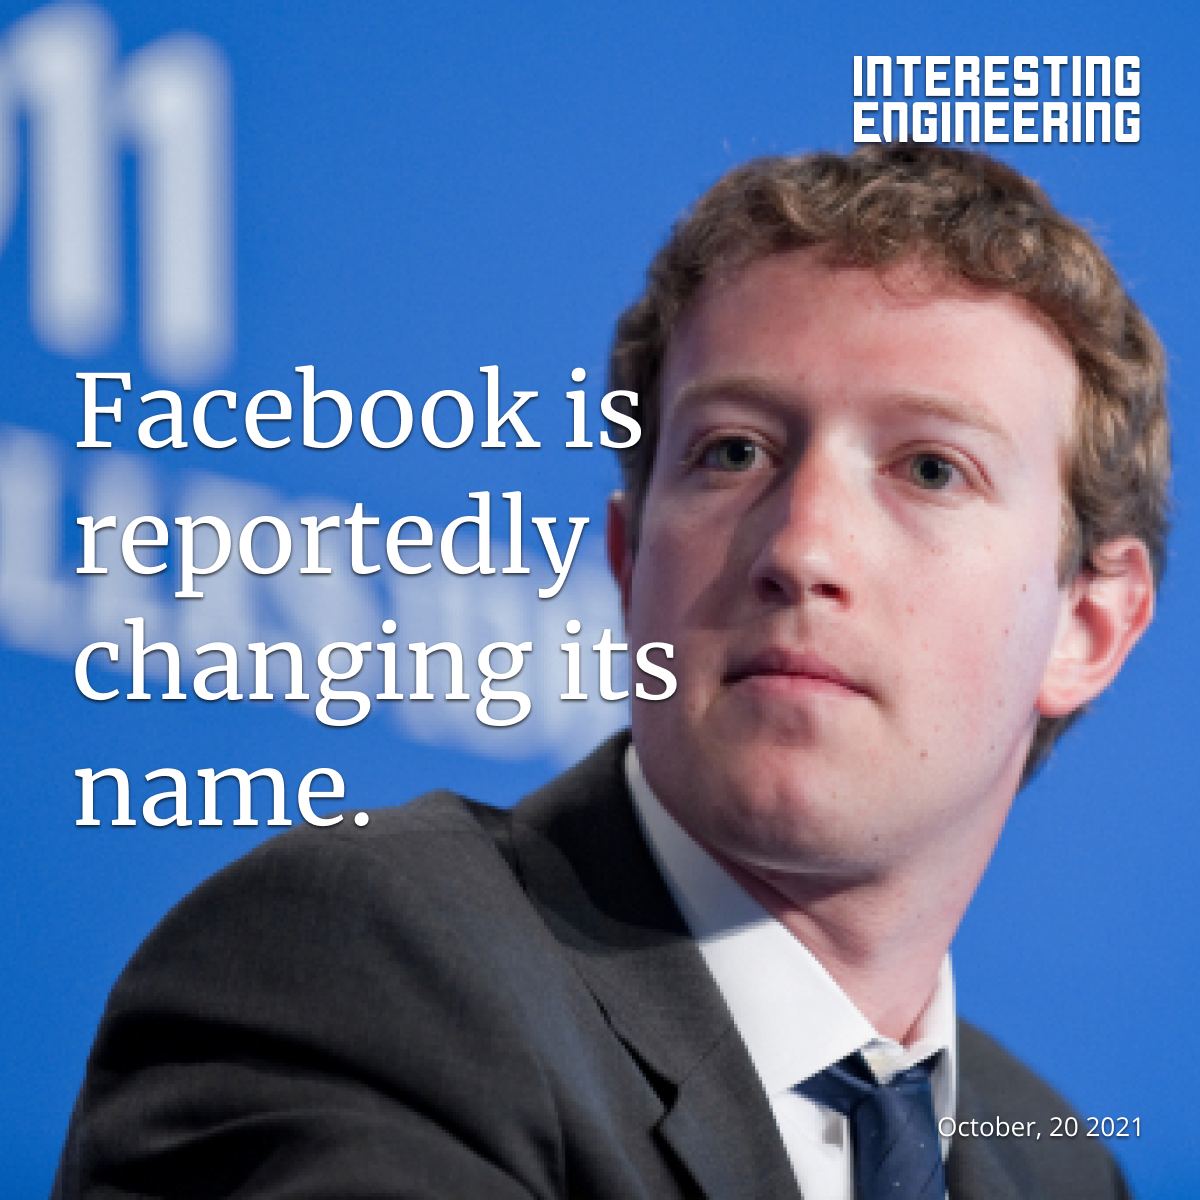 INTERESTING
ENGINEERING
Facebook is
reportedly
changing its
name.
October, 20 2021